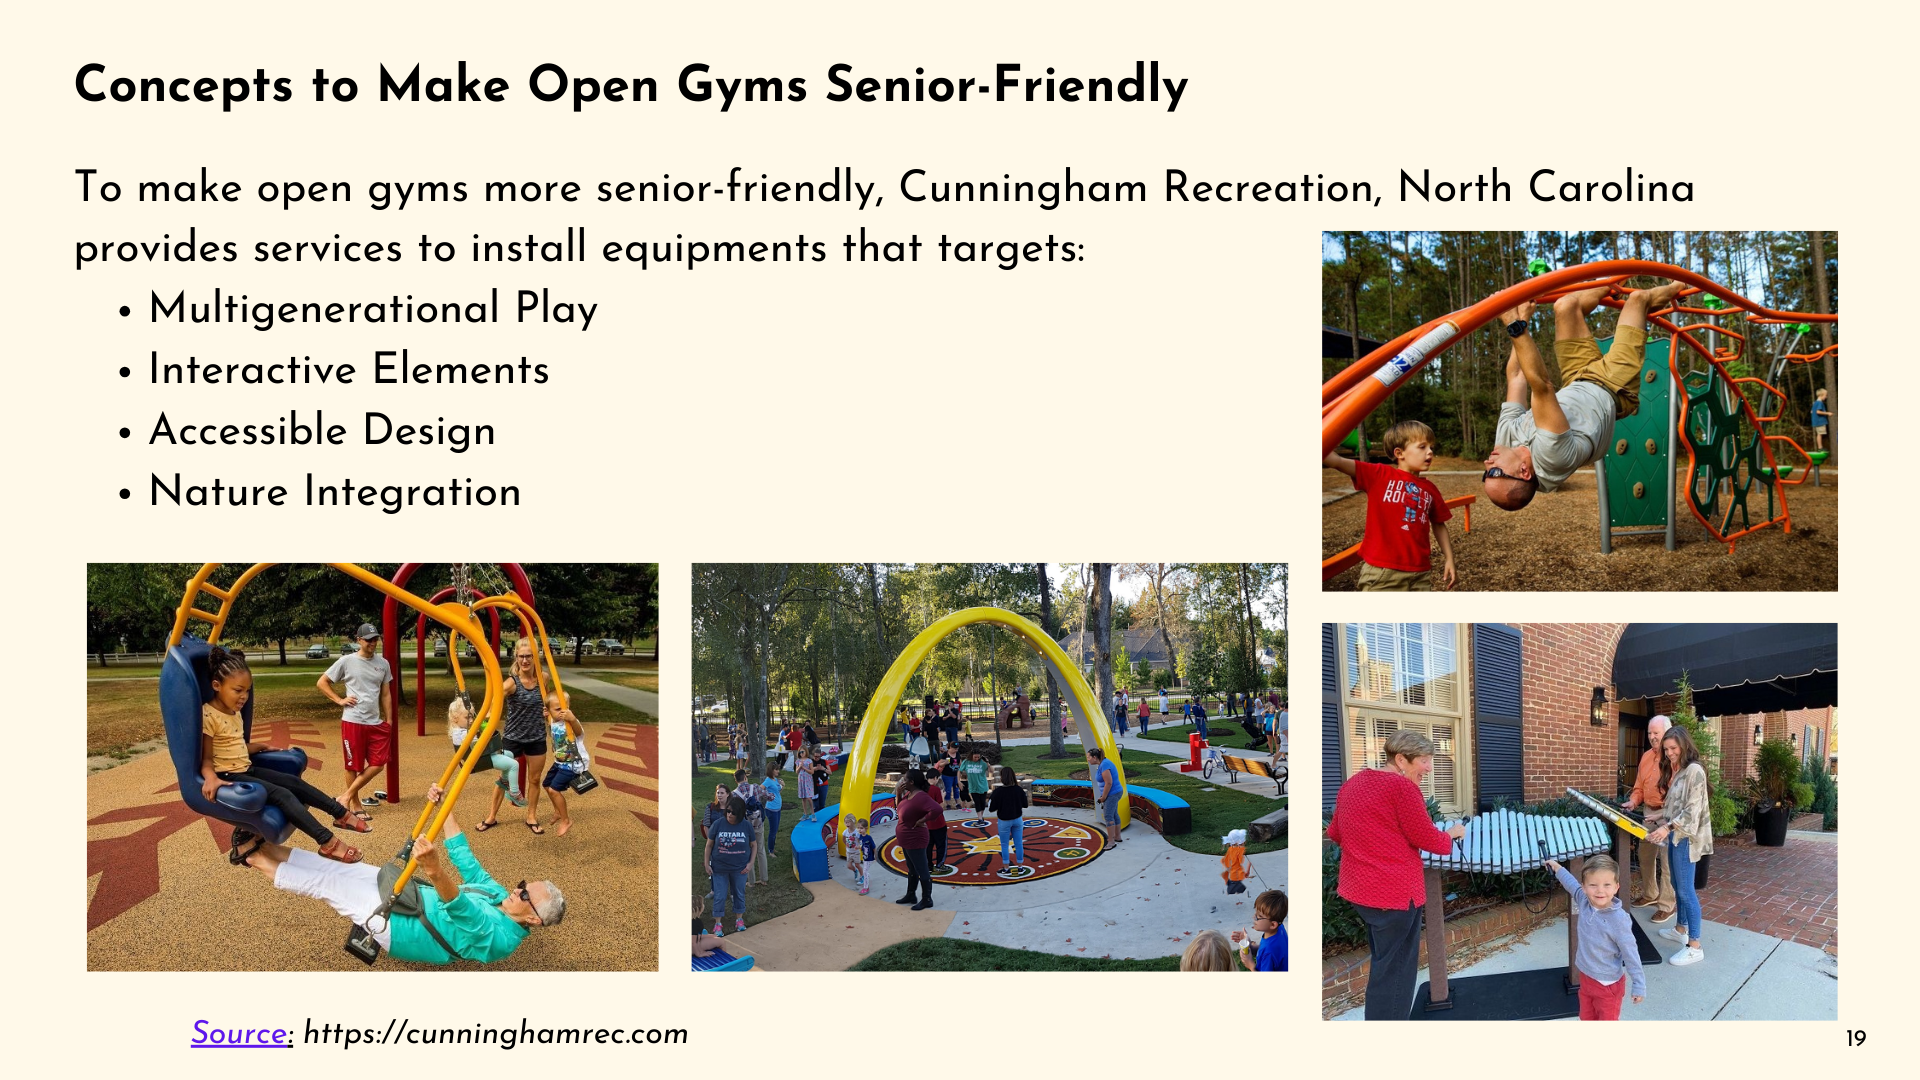 Concepts to Make Open Gyms Senior-Friendly
To make open gyms more senior-friendly, Cunningham Recreation, North Carolina
provides services to install equipments that targets:
• Multigenerational Play
• Interactive Elements
• Accessible Design
• Nature Integration
Source: https://cunninghamrec.com
19